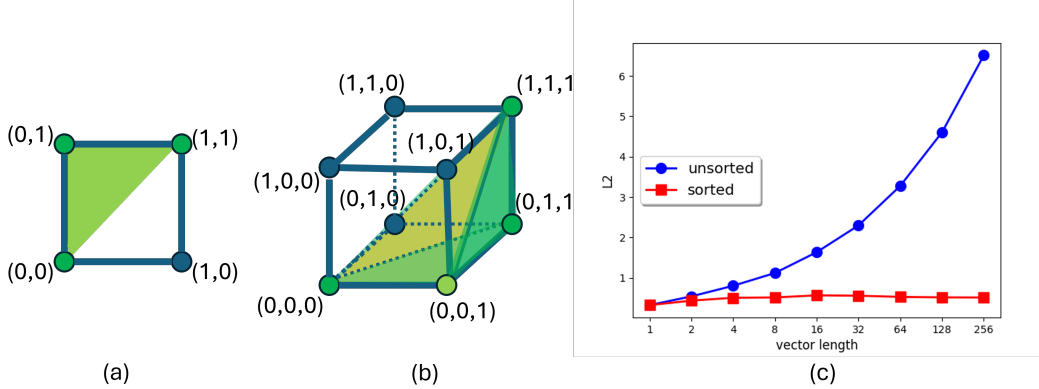 (0,1)
(1,1)
(0,0)
(1,0)
(a)
(1,1,0)
(1,1,1
(1,0,1)
(1,0,0)
(0,1,0)
(0,1,1
(0,0,0)
(0,0,1)
(b)
6
5
4
3
2
1
L2
unsorted
sorted
1 2 4 8 16 32 64 128 256
vector length
(c)